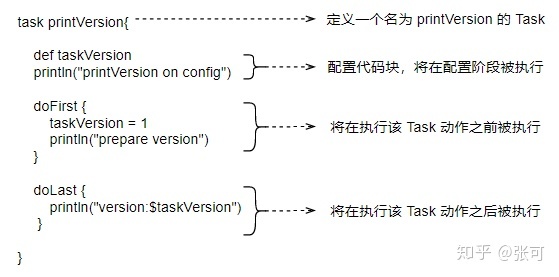 task printVersion{
定义一个名为 printVersion 的 Task
def taskVersion
println("printVersion on config")
配置代码块，将在配置阶段被执行
doFirst {
taskVersion = 1
println("prepare version")
}
将在执行该 Task 动作之前被执行
doLast {
println("version:$taskVersion")
}
将在执行该 Task 动作之后被执行
}
知乎 @张可